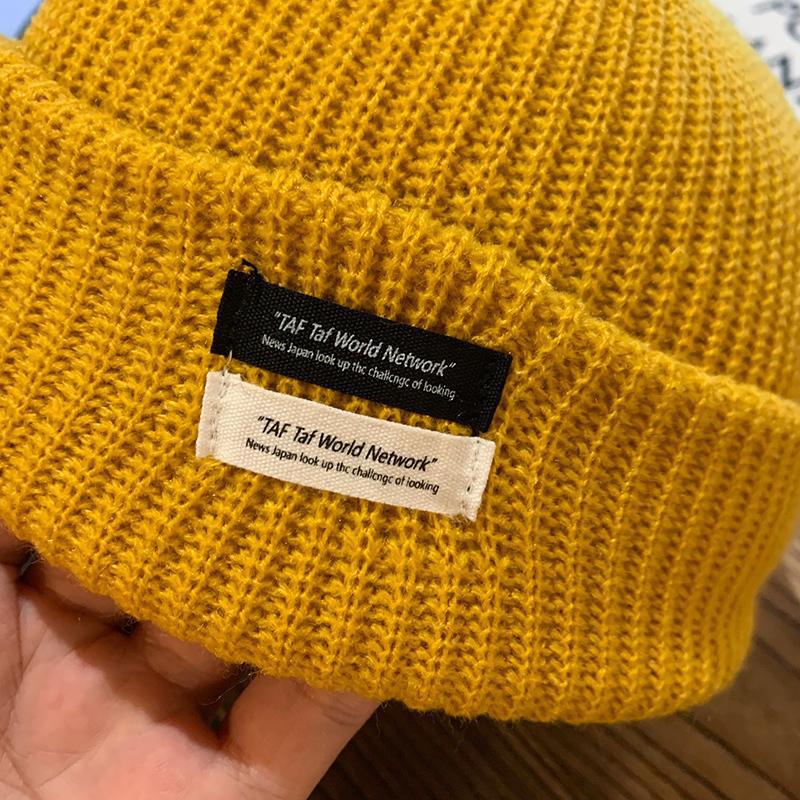 "TAF Taf World Network"
News Japan look up thc challcngc of looking
"TAF Taf World Network"
News Japan look up thc challcngc of iooking